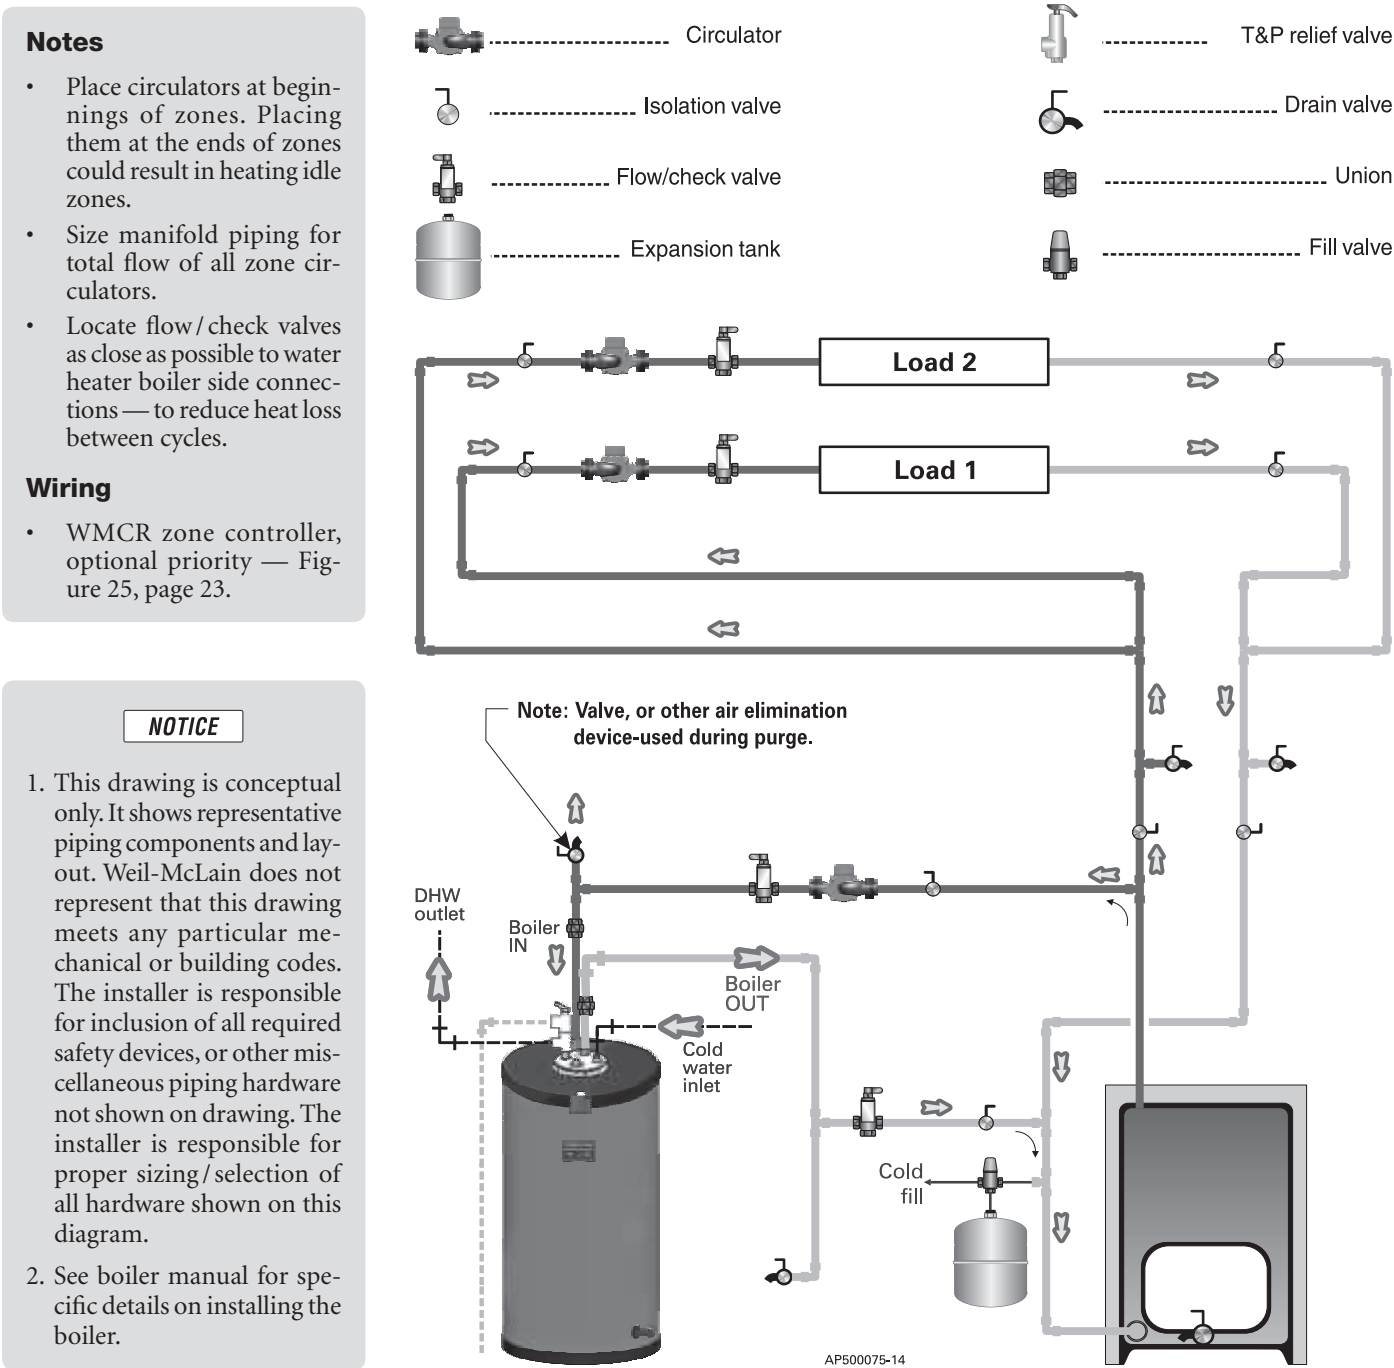 Notes
• Place circulators at begin-
nings of zones. Placing
them at the ends of zones
could result in heating idle
zones.
• Size manifold piping for
total flow of all zone cir-
culators.
• Locate flow/check valves
as close as possible to water
heater boiler side connec-
tions — to reduce heat loss
between cycles.
Wiring
• WMCR zone controller,
optional priority — Fig-
ure 25, page 23.
NOTICE
1. This drawing is conceptual
only. It shows representative
piping components and lay-
out. Weil-McLain does not
represent that this drawing
meets any particular me-
chanical or building codes.
The installer is responsible
for inclusion of all required
safety devices, or other mis-
cellaneous piping hardware
not shown on drawing. The
installer is responsible for
proper sizing/selection of
all hardware shown on this
diagram.
2. See boiler manual for spe-
cific details on installing the
boiler.
Circulator
Isolation valve
Flow/check valve
Expansion tank
T&P relief valve
Drain valve
Union
Fill valve
Load 2
Load 1
Note: Valve, or other air elimination
device-used during purge.
DHW
outlet
Boiler
IN
Boiler
OUT
Cold
water
inlet
Cold
fill
AP500075-14